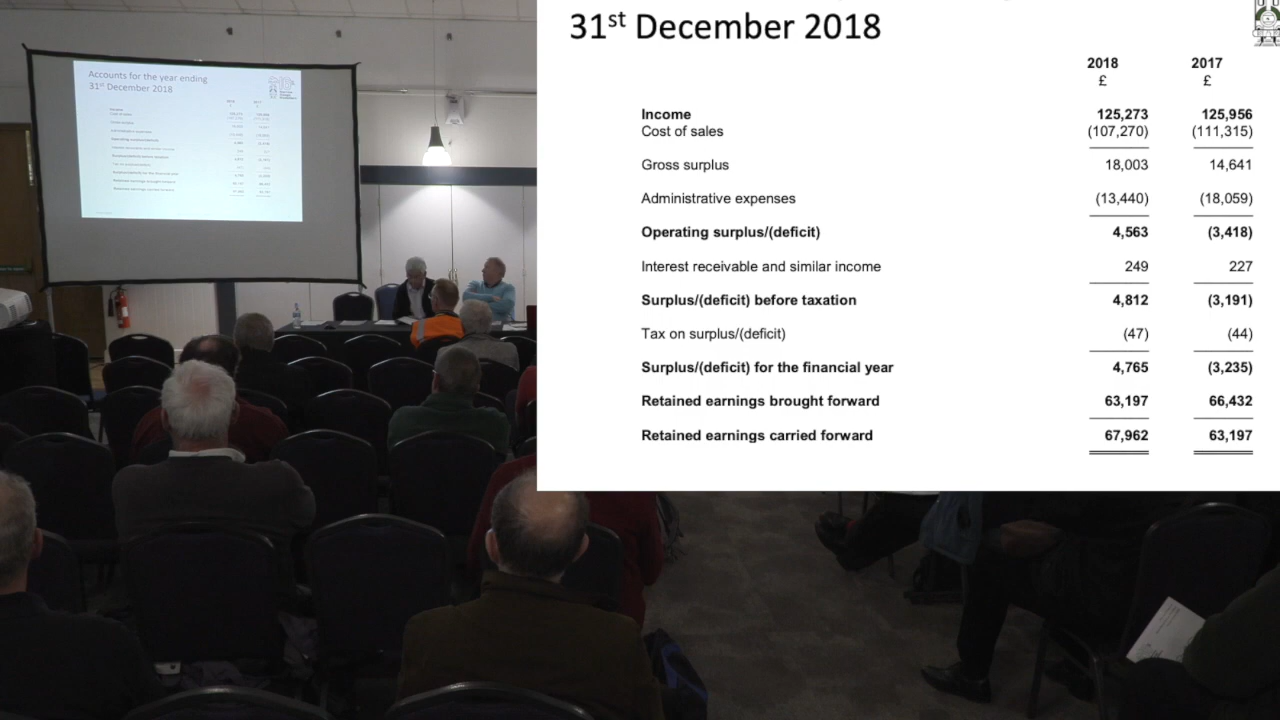 Accounts for the year ending
31st December 2018
31st December 2018
2018 2017
£ £
Income 125,273 125,956
Cost of sales (107,270) (111,315)
Gross surplus 18,003 14,641
Administrative expenses (13,440) (18,059)
Operating surplus/(deficit) 4,563 (3,418)
Interest receivable and similar income 249 227
Surplus/(deficit) before taxation 4,812 (3,191)
Tax on surplus/(deficit) (47) (44)
Surplus/(deficit) for the financial year 4,765 (3,235)
Retained earnings brought forward 63,197 66,432
Retained earnings carried forward 67,962 63,197